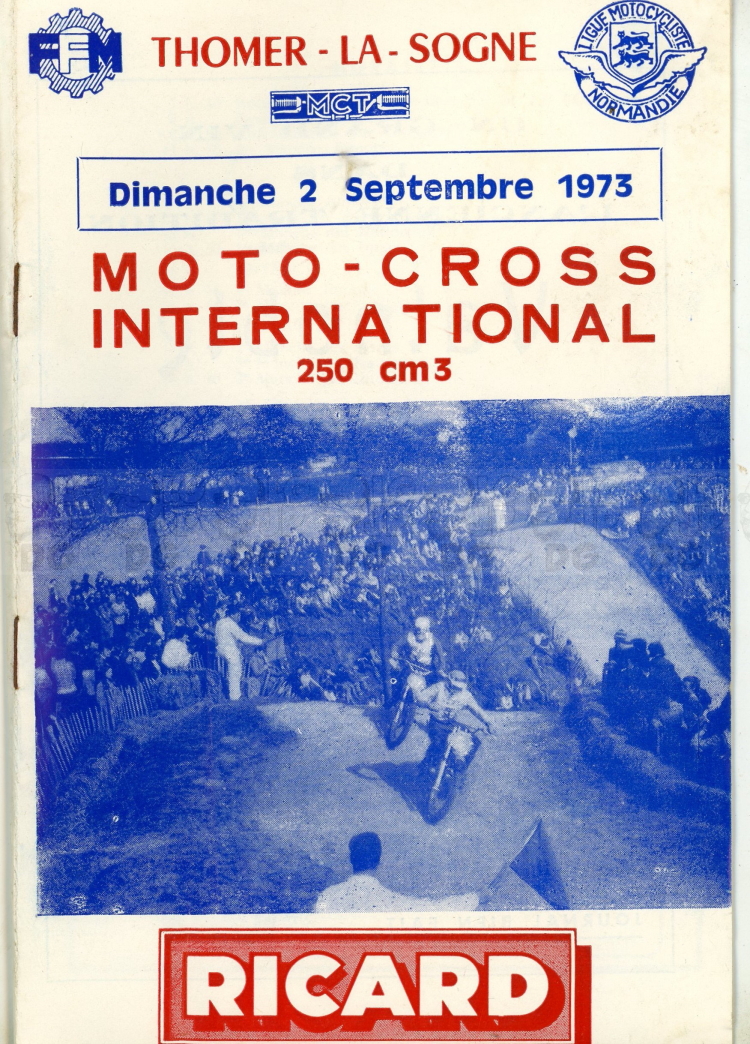 FFM
THOMER - LA - SOGNE
LIGUE MOTOCYCLISTE
NORMANDIE
MCT
Dimanche 2 Septembre 1973
MOTO - CROSS
INTERNATIONAL
250 cm3
RICARD